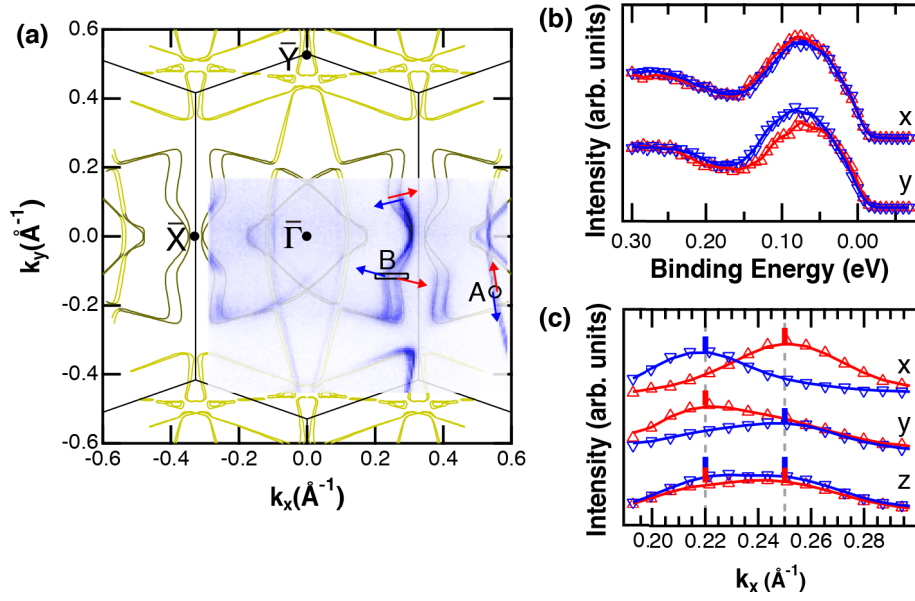 (a)
0.6
0.4
0.2
0.0
-0.2
-0.4
-0.6
k_y(Å⁻¹)
Ȳ
X̄
Γ̄
B
A
-0.6 -0.4 -0.2 0.0 0.2 0.4 0.6
k_x(Å⁻¹)
(b)
Intensity (arb. units)
x
y
0.30 0.20 0.10 0.00
Binding Energy (eV)
(c)
Intensity (arb. units)
x
y
z
0.20 0.22 0.250 0.26 0.28
k_x (Å⁻¹)